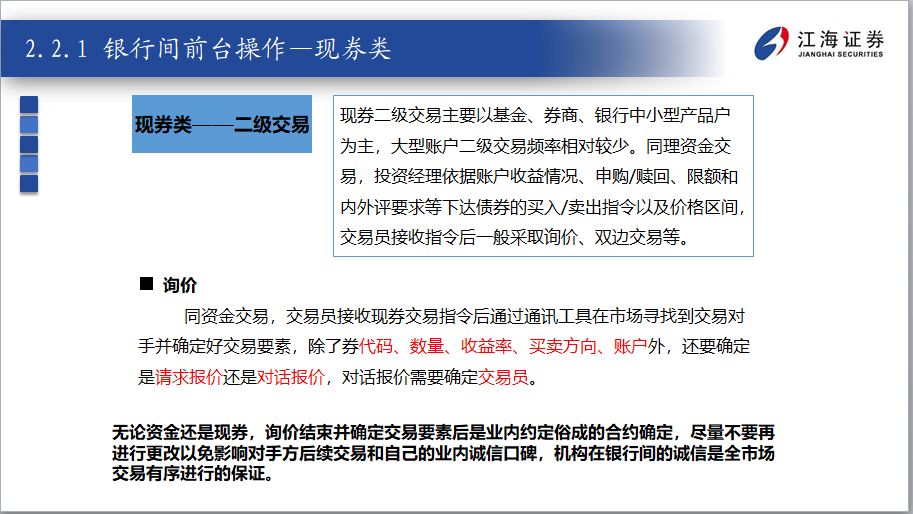 2.2.1 银行间前台操作—现券类
江海证券
JIANGHAI SECURITIES
现券类——二级交易
现券二级交易主要以基金、券商、银行中小型产品户
为主，大型账户二级交易频率相对较少。同理资金交
易，投资经理依据账户收益情况、申购/赎回、限额和
内外评要求等下达债券的买入/卖出指令以及价格区间，
交易员接收指令后一般采取询价、双边交易等。
■ 询价
同资金交易，交易员接收现券交易指令后通过通讯工具在市场寻找到交易对
手并确定好交易要素，除了券代码、数量、收益率、买卖方向、账户外，还要确定
是请求报价还是对话报价，对话报价需要确定交易员。
无论资金还是现券，询价结束并确定交易要素后是业内约定俗成的合约确定，尽量不要再
进行更改以免影响对手方后续交易和自己的业内诚信口碑，机构在银行间的诚信是全市场
交易有序进行的保证。